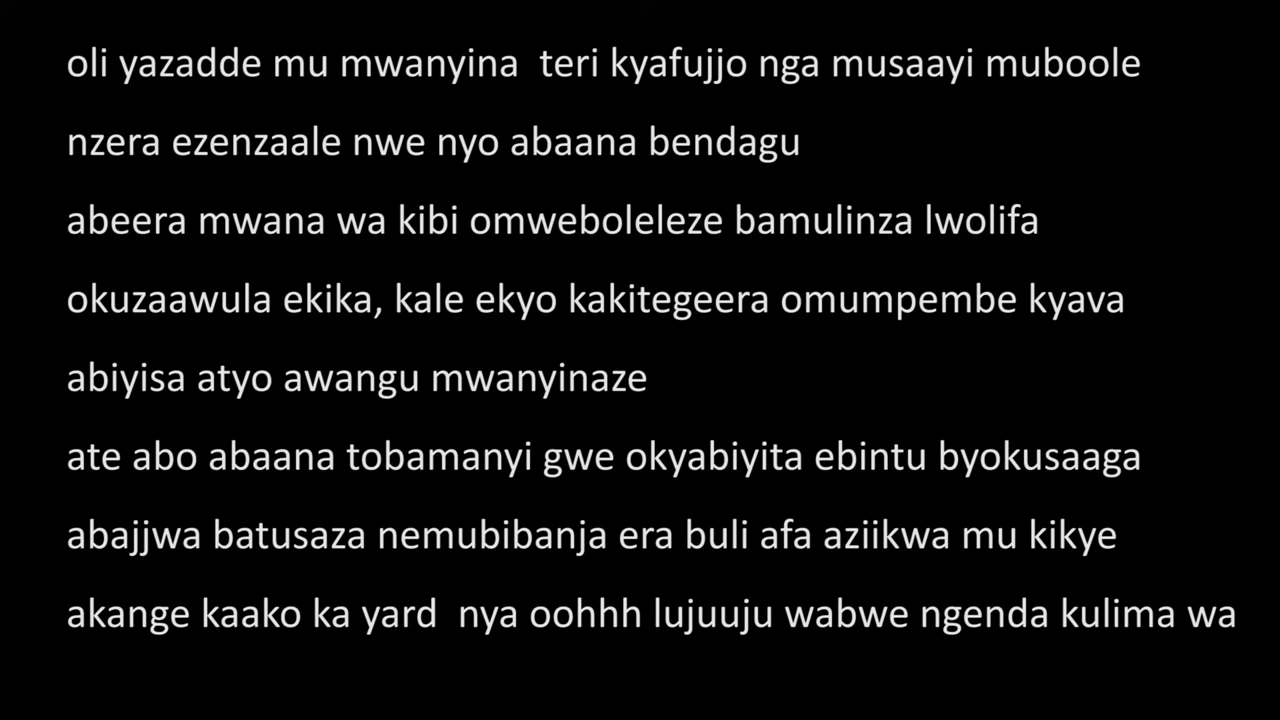 oli yazadde mu mwanyina teri kyafujjo nga musaayi muboole
nzera ezenzaale nwe nyo abaana bendagu
abeera mwana wa kibi omweboleleze bamulinza lwolifa
okuzaawula ekika, kale ekyo kakitegeera omumpembe kyava
abiyisa atyo awangu mwanyinaze
ate abo abaana tobamanyi gwe okyabiyita ebintu byokusaaga
abajjwa batusaza nemubibanja era buli afa aziikwa mu kikye
akange kaako ka yard nya oohhh lujuuju wabwe ngenda kulima wa